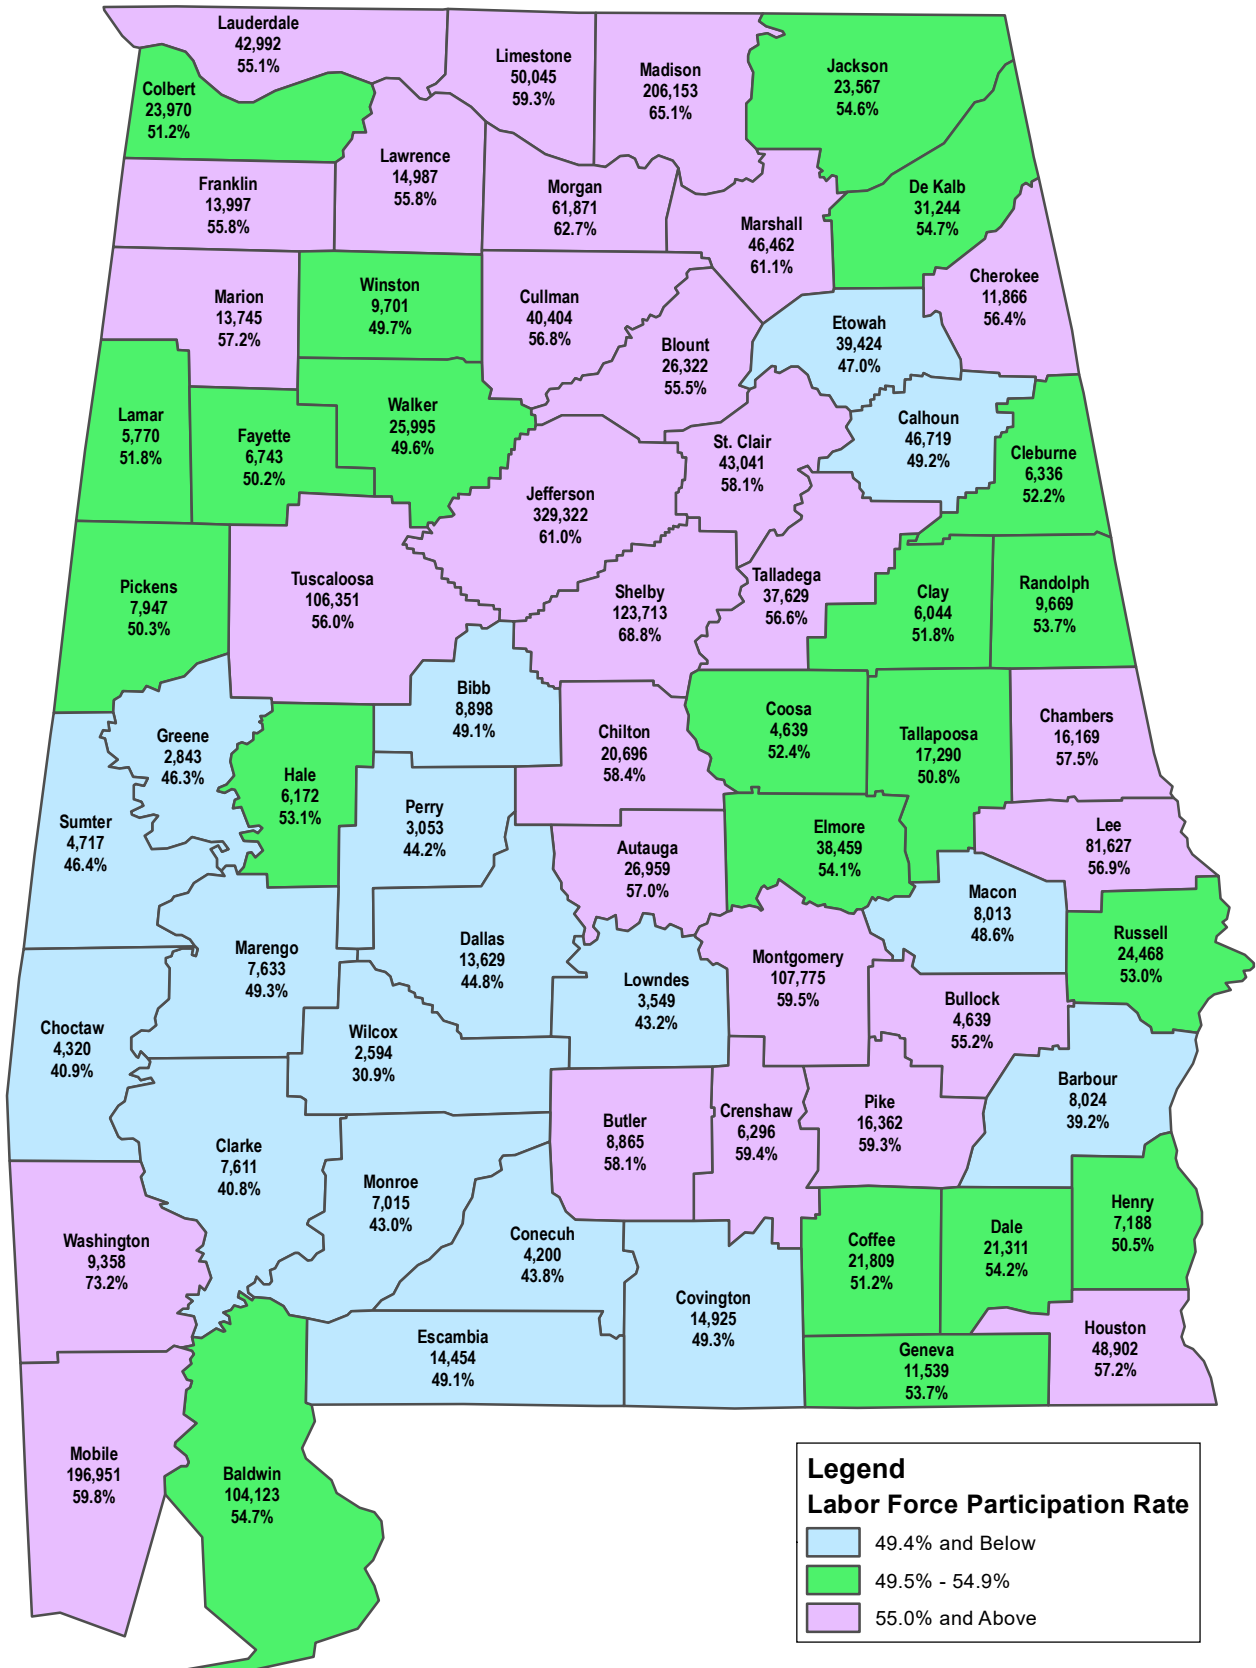 Lauderdale
42,992
55.1%
Limestone
50,045
59.3%
Madison
206,153
65.1%
Jackson
23,567
54.6%
Colbert
23,970
51.2%
Lawrence
14,987
55.8%
Franklin
13,997
55.8%
Morgan
61,871
62.7%
De Kalb
31,244
54.7%
Marshall
46,462
61.1%
Cherokee
11,866
56.4%
Marion
13,745
57.2%
Winston
9,701
49.7%
Cullman
40,404
56.8%
Etowah
39,424
47.0%
Blount
26,322
55.5%
Lamar
5,770
51.8%
Fayette
6,743
50.2%
Walker
25,995
49.6%
St. Clair
43,041
58.1%
Calhoun
46,719
49.2%
Cleburne
6,336
52.2%
Jefferson
329,322
61.0%
Pickens
7,947
50.3%
Tuscaloosa
106,351
56.0%
Shelby
123,713
68.8%
Talladega
37,629
56.6%
Clay
6,044
51.8%
Randolph
9,669
53.7%
Bibb
8,898
49.1%
Greene
2,843
46.3%
Hale
6,172
53.1%
Chilton
20,696
58.4%
Coosa
4,639
52.4%
Tallapoosa
17,290
50.8%
Chambers
16,169
57.5%
Sumter
4,717
46.4%
Perry
3,053
44.2%
Autauga
26,959
57.0%
Elmore
38,459
54.1%
Lee
81,627
56.9%
Macon
8,013
48.6%
Russell
24,468
53.0%
Marengo
7,633
49.3%
Dallas
13,629
44.8%
Lowndes
3,549
43.2%
Montgomery
107,775
59.5%
Bullock
4,639
55.2%
Choctaw
4,320
40.9%
Wilcox
2,594
30.9%
Barbour
8,024
39.2%
Clarke
7,611
40.8%
Monroe
7,015
43.0%
Butler
8,865
58.1%
Crenshaw
6,296
59.4%
Pike
16,362
59.3%
Washington
9,358
73.2%
Conecuh
4,200
43.8%
Coffee
21,809
51.2%
Dale
21,311
54.2%
Henry
7,188
50.5%
Covington
14,925
49.3%
Escambia
14,454
49.1%
Geneva
11,539
53.7%
Houston
48,902
57.2%
Mobile
196,951
59.8%
Baldwin
104,123
54.7%
Legend
Labor Force Participation Rate
49.4% and Below
49.5% - 54.9%
55.0% and Above